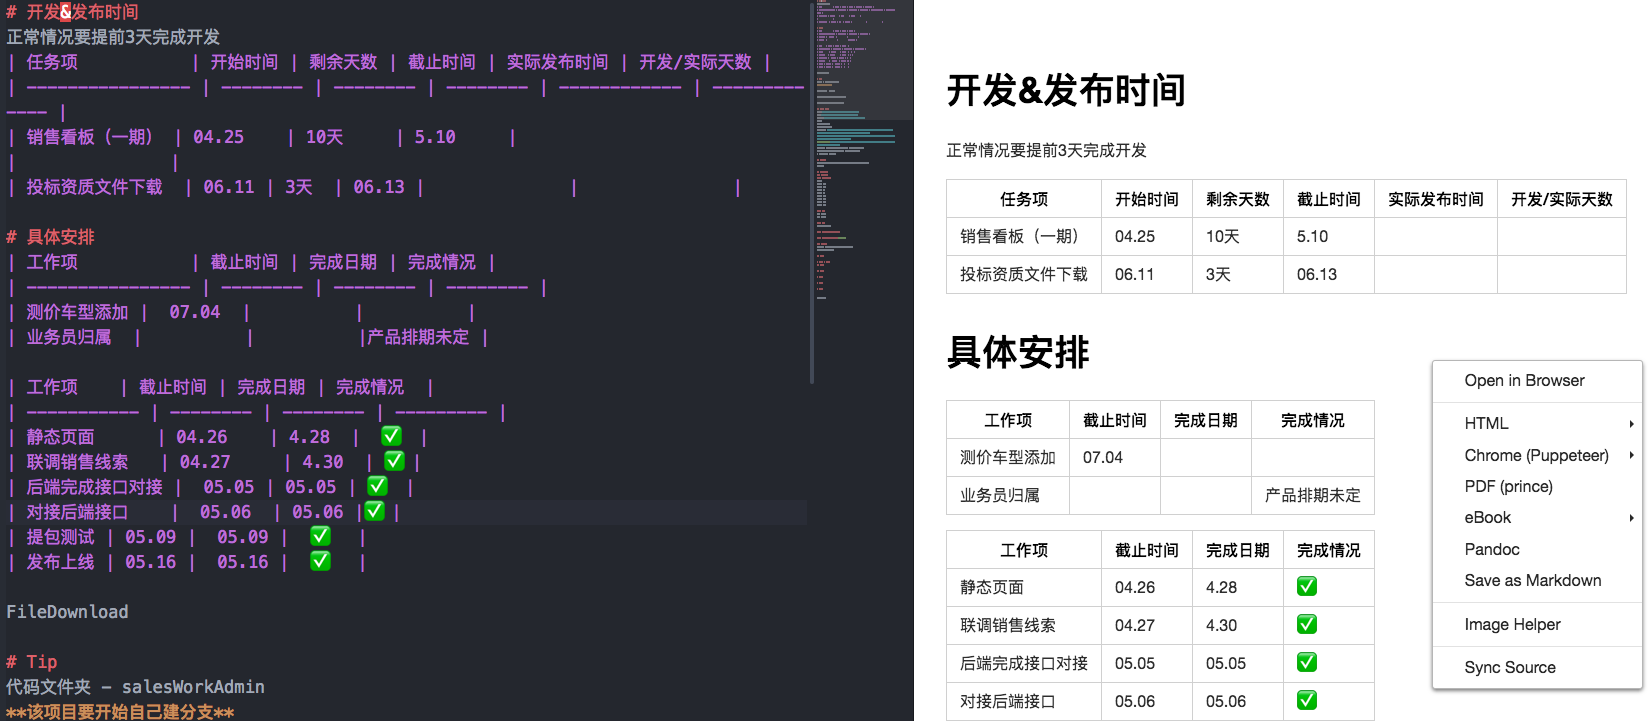 # 开发&发布时间
正常情况要提前3天完成开发
| 任务项 | 开始时间 | 剩余天数 | 截止时间 | 实际发布时间 | 开发/实际天数 |
| ---------------- | -------- | -------- | -------- | ------------ | ---------
---- |
| 销售看板（一期） | 04.25 | 10天 | 5.10 |
| |
| 投标资质文件下载 | 06.11 | 3天 | 06.13 | | |
# 具体安排
| 工作项 | 截止时间 | 完成日期 | 完成情况 |
| ---------------- | -------- | -------- | -------- |
| 测价车型添加 | 07.04 | | |
| 业务员归属 | | |产品排期未定 |
| 工作项 | 截止时间 | 完成日期 | 完成情况 |
| ----------- | -------- | -------- | --------- |
| 静态页面 | 04.26 | 4.28 | ✅ |
| 联调销售线索 | 04.27 | 4.30 | ✅ |
| 后端完成接口对接 | 05.05 | 05.05 | ✅ |
| 对接后端接口 | 05.06 | 05.06 |✅ |
| 提包测试 | 05.09 | 05.09 | ✅ |
| 发布上线 | 05.16 | 05.16 | ✅ |
FileDownload
# Tip
代码文件夹 - salesWorkAdmin
**该项目要开始自己建分支**
开发&发布时间
正常情况要提前3天完成开发
任务项 开始时间 剩余天数 截止时间 实际发布时间 开发/实际天数
销售看板（一期） 04.25 10天 5.10
投标资质文件下载 06.11 3天 06.13
具体安排
工作项 截止时间 完成日期 完成情况
测价车型添加 07.04
业务员归属 产品排期未定
工作项 截止时间 完成日期 完成情况
静态页面 04.26 4.28 ✅
联调销售线索 04.27 4.30 ✅
后端完成接口对接 05.05 05.05 ✅
对接后端接口 05.06 05.06 ✅
Open in Browser
HTML
Chrome (Puppeteer)
PDF (prince)
eBook
Pandoc
Save as Markdown
Image Helper
Sync Source